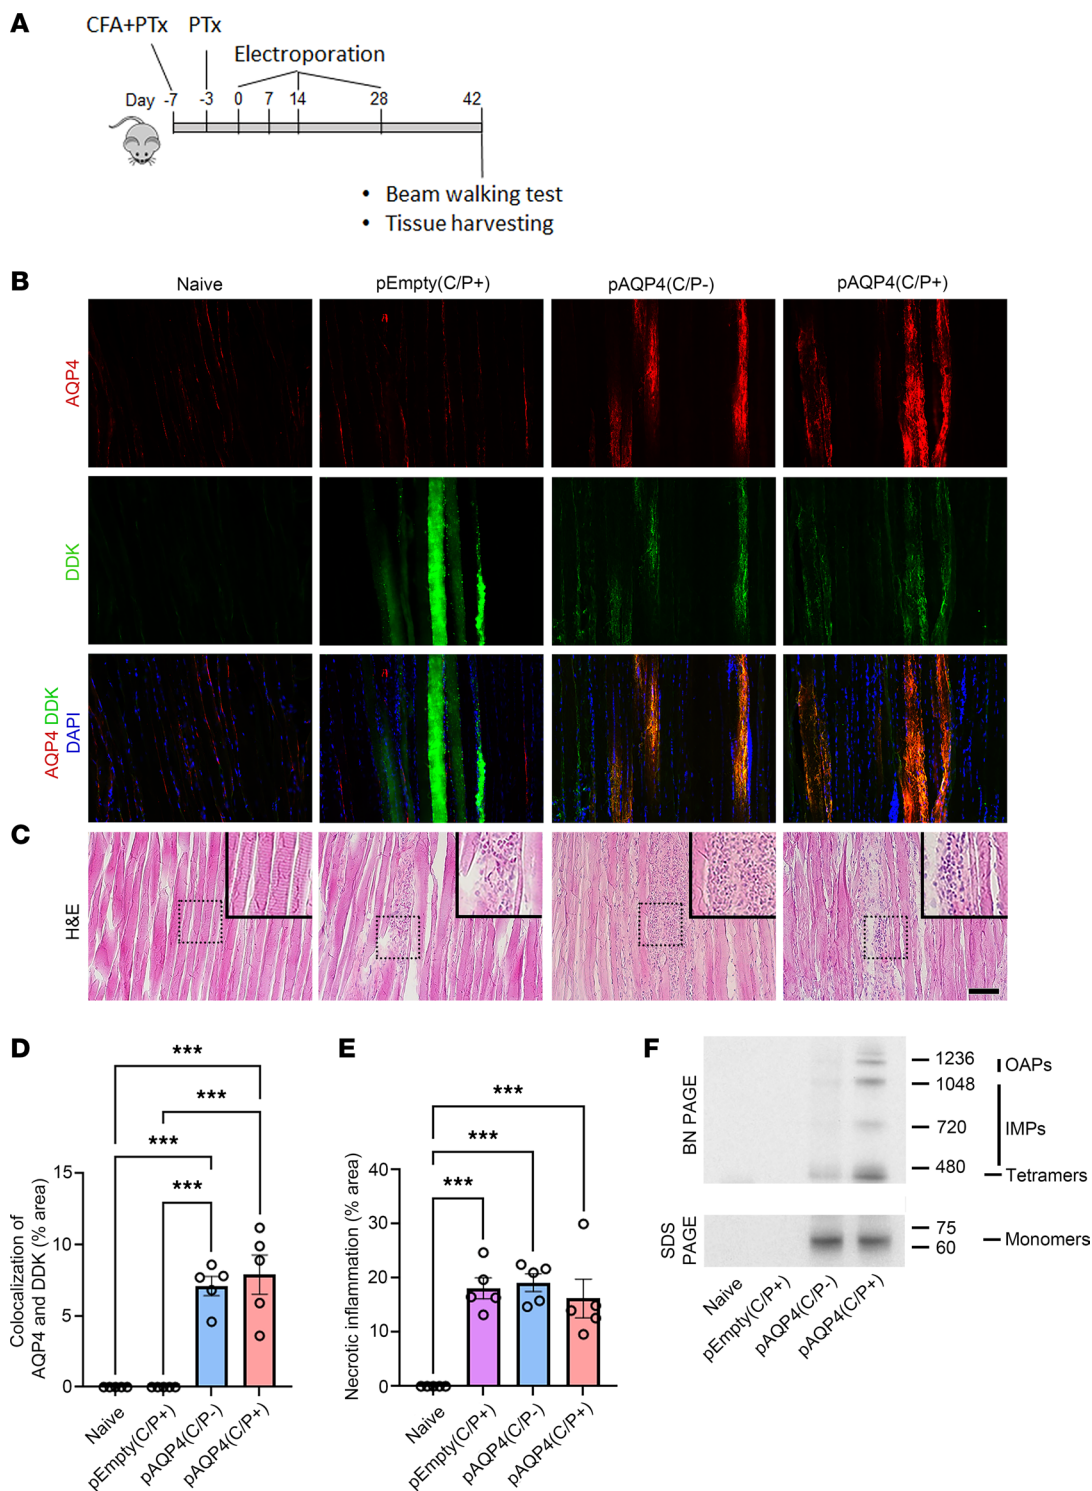 A
CFA+PTx PTx
Electroporation
Day -7 -3 0 7 14 28 42
• Beam walking test
• Tissue harvesting
B
Naive pEmpty(C/P+) pAQP4(C/P-) pAQP4(C/P+)
AQP4
DDK
AQP4 DDK
DAPI
C
H&E
D
***
***
***
***
Colocalization of
AQP4 and DDK (% area)
15
10
5
0
Naive
pEmpty(C/P+)
pAQP4(C/P-)
pAQP4(C/P+)
E
***
***
***
Necrotic inflammation (% area)
40
30
20
10
0
Naive
pEmpty(C/P+)
pAQP4(C/P-)
pAQP4(C/P+)
F
BN PAGE
1236
1048
720
480
OAPs
IMPs
Tetramers
SDS
PAGE
75
60
Monomers
Naive
pEmpty(C/P+)
pAQP4(C/P-)
pAQP4(C/P+)